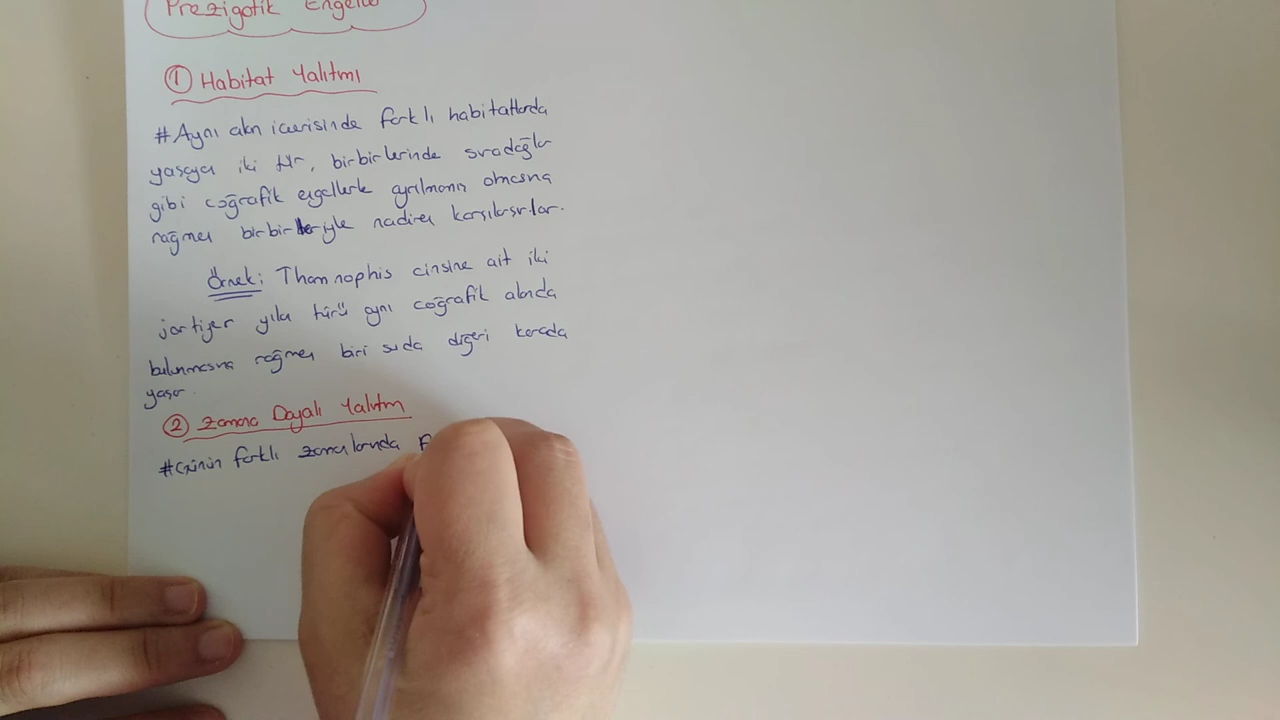 Prezigotik Engeller
① Habitat Yalıtımı
#Aynı alan içerisinde farklı habitatlarda
yaşayan iki tür, birbirlerinde sıradağlar
gibi coğrafik engellerle ayrılmamış olmasına
rağmen birbirleriyle nadiren karşılaşırlar.
Örnek: Thamnophis cinsine ait iki
jartiyer yılan türü aynı coğrafik alanda
bulunmasına rağmen biri suda diğeri karada
yaşar.
② Zamana Dayalı Yalıtım
#Günün farklı zamanlarında